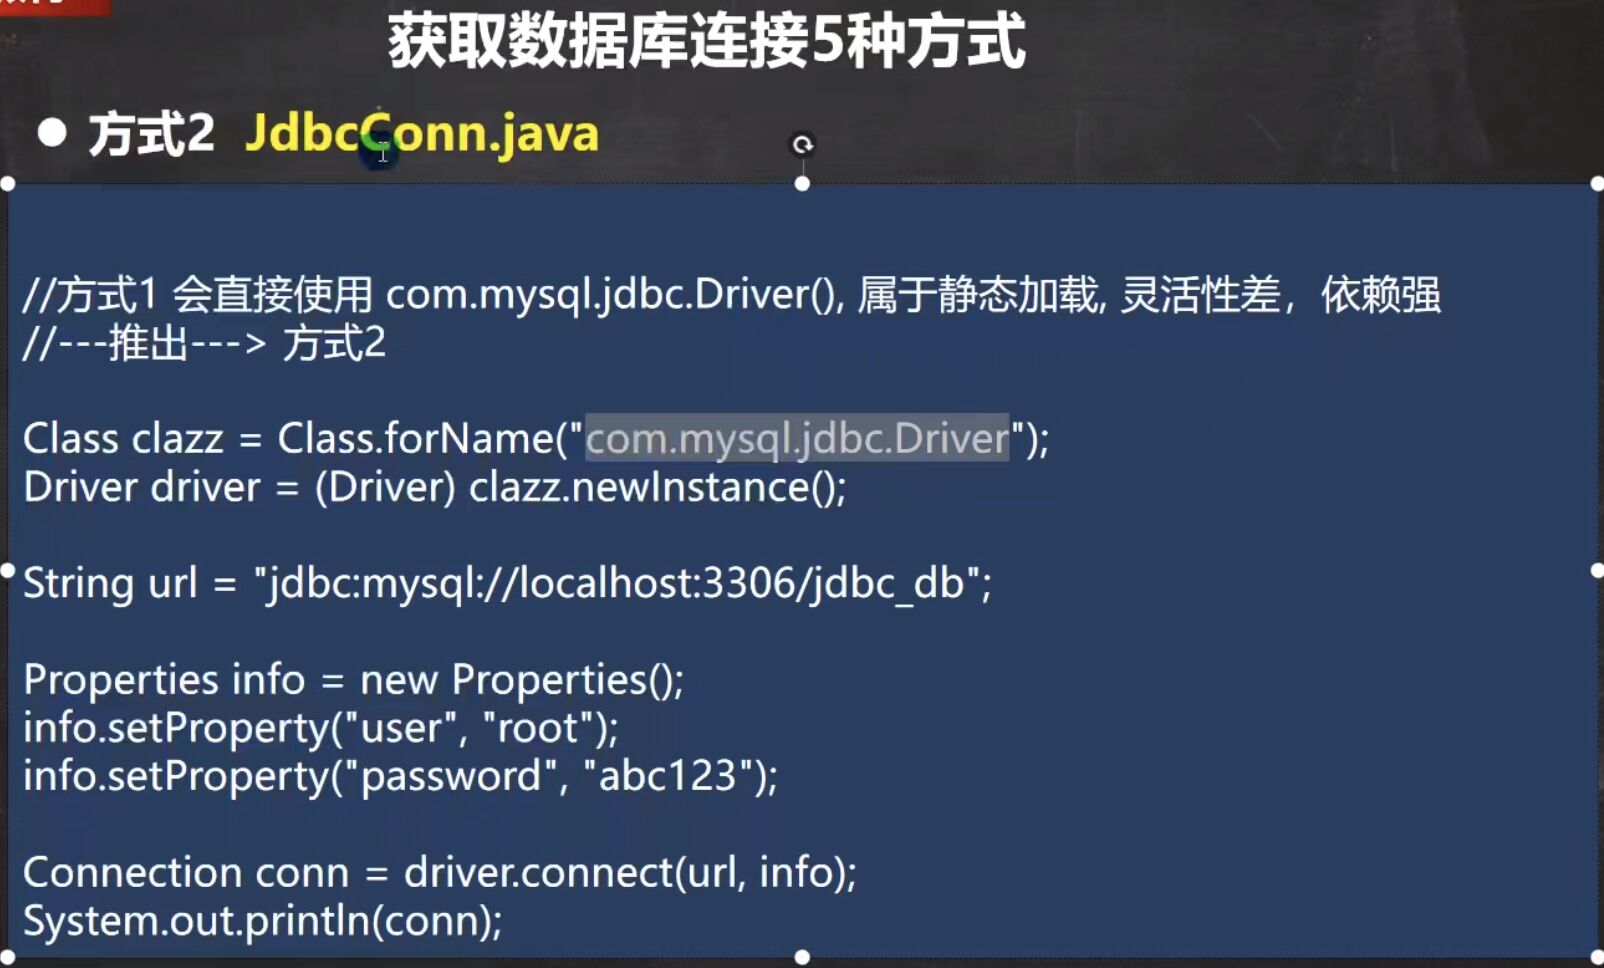 获取数据库连接5种方式
● 方式2 JdbcConn.java
//方式1 会直接使用 com.mysql.jdbc.Driver(), 属于静态加载, 灵活性差，依赖强
//---推出---> 方式2
Class clazz = Class.forName("com.mysql.jdbc.Driver");
Driver driver = (Driver) clazz.newInstance();
String url = "jdbc:mysql://localhost:3306/jdbc_db";
Properties info = new Properties();
info.setProperty("user", "root");
info.setProperty("password", "abc123");
Connection conn = driver.connect(url, info);
System.out.println(conn);